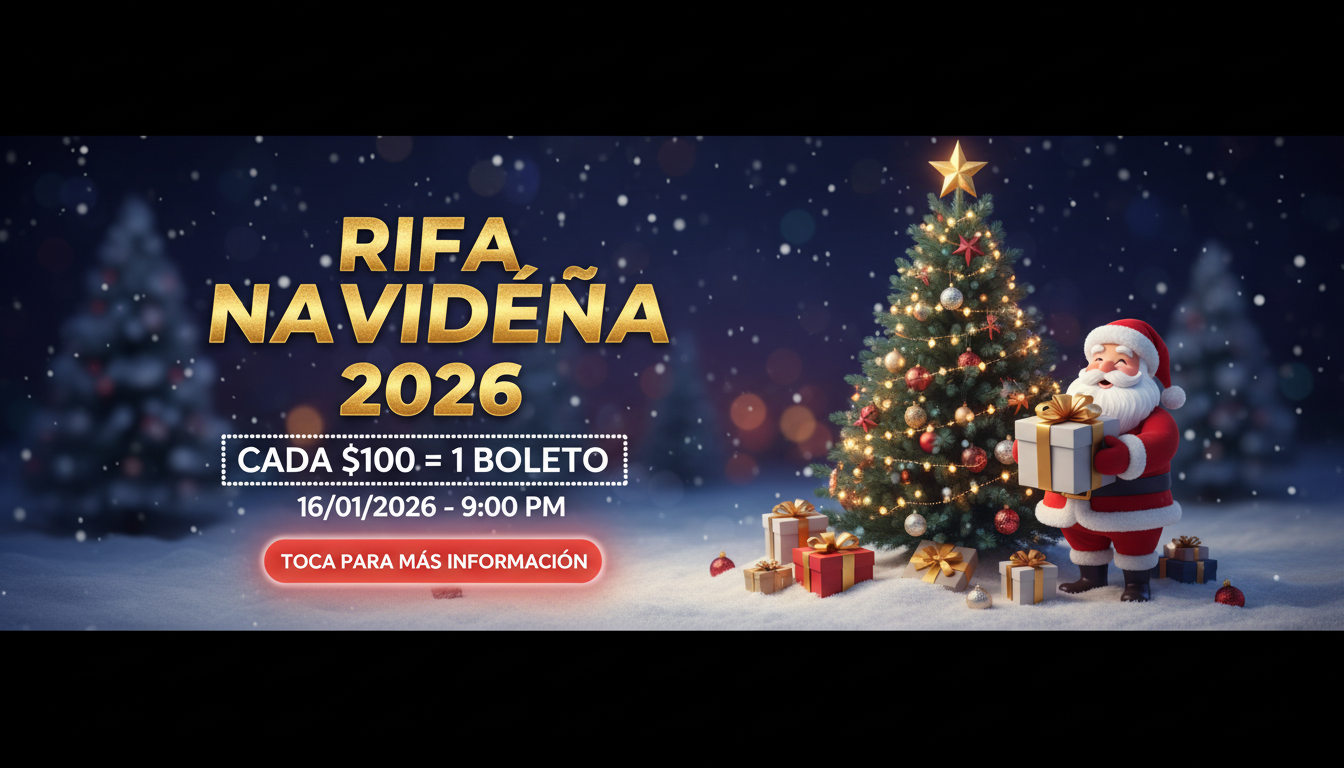 RIFA
NAVIDÉÑA
2026
CADA $100 = 1 BOLETO
16/01/2026 - 9:00 PM
TOCA PARA MÁS INFORMACIÓN